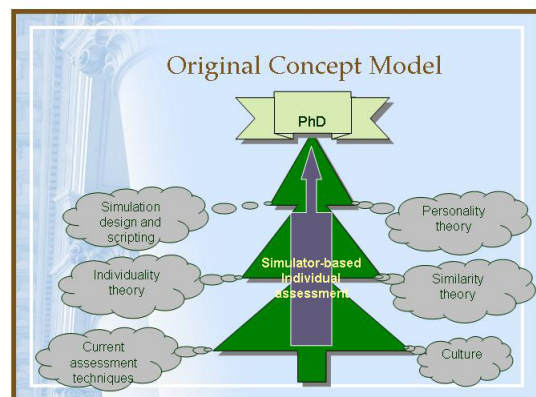 Original Concept Model
PhD
Simulation
design and
scripting
Personality
theory
Individuality
theory
Simulator-based
Individual
assessment
Similarity
theory
Current
assessment
techniques
Culture